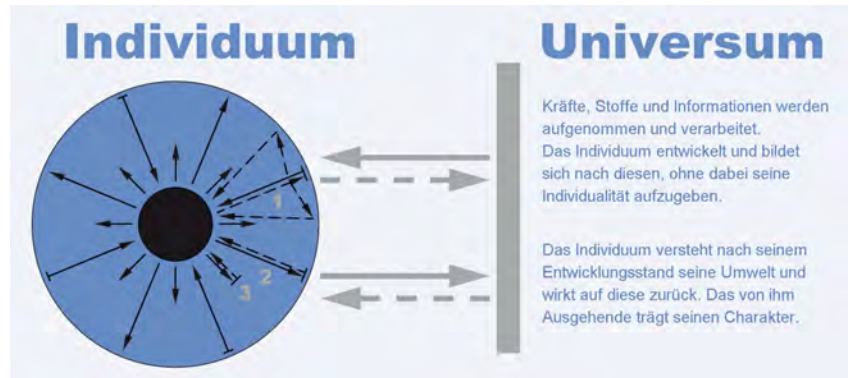 Individuum
Universum
1
2
3
Kräfte, Stoffe und Informationen werden
aufgenommen und verarbeitet.
Das Individuum entwickelt und bildet
sich nach diesen, ohne dabei seine
Individualität aufzugeben.
Das Individuum versteht nach seinem
Entwicklungsstand seine Umwelt und
wirkt auf diese zurück. Das von ihm
Ausgehende trägt seinen Charakter.